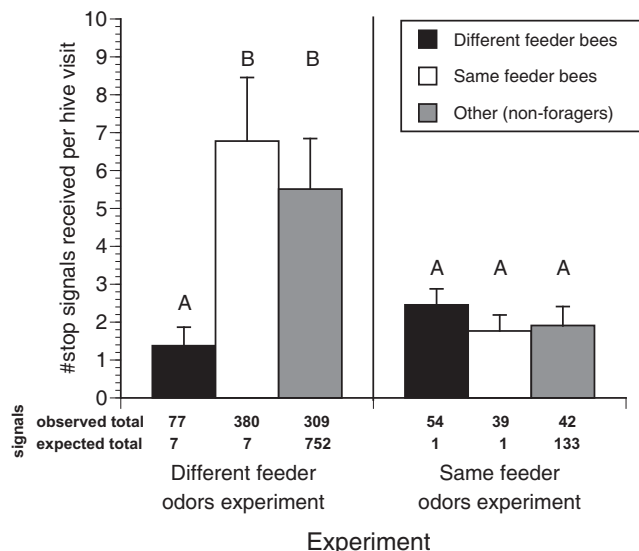 #stop signals received per hive visit
10
9
8
7
6
5
4
3
2
1
0
A
B
B
A
A
A
Different feeder bees
Same feeder bees
Other (non-foragers)
signals
observed total 77 380 309 54 39 42
expected total 7 7 752 1 1 133
Different feeder
odors experiment
Same feeder
odors experiment
Experiment